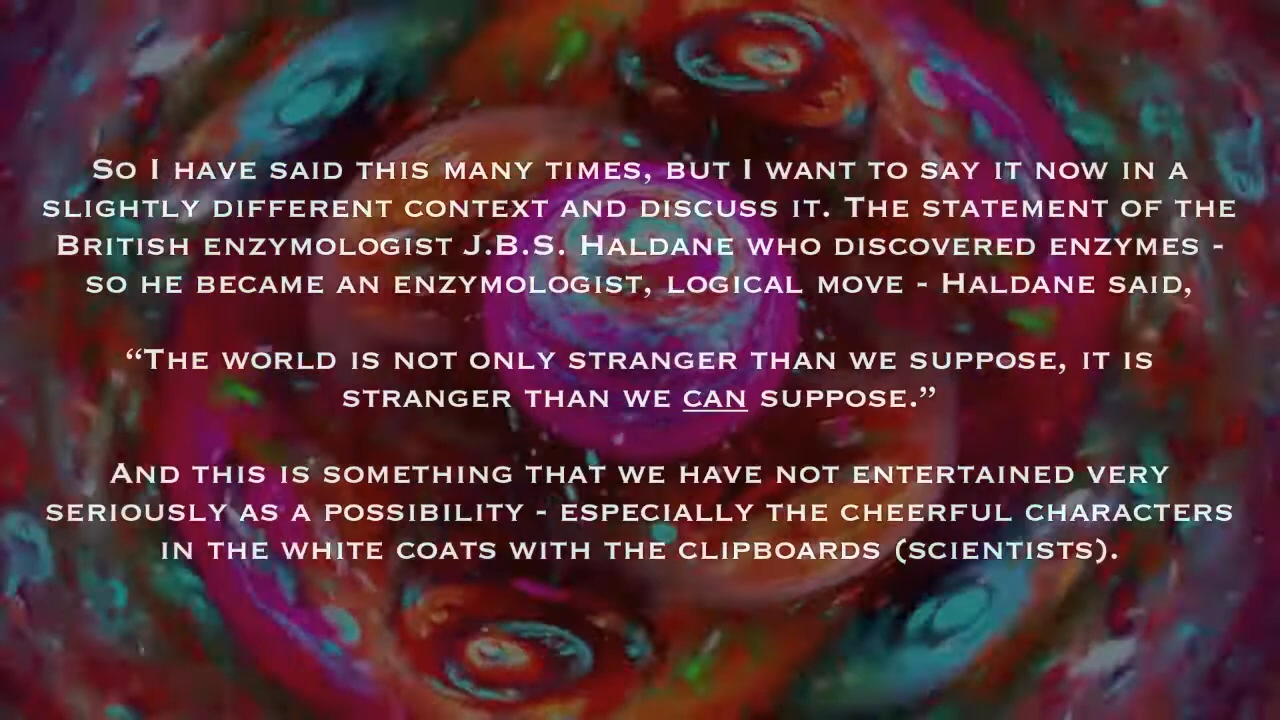 So I have said this many times, but I want to say it now in a
slightly different context and discuss it. The statement of the
British enzymologist J.B.S. Haldane who discovered enzymes -
so he became an enzymologist, logical move - Haldane said,
“The world is not only stranger than we suppose, it is
stranger than we can suppose.”
And this is something that we have not entertained very
seriously as a possibility - especially the cheerful characters
in the white coats with the clipboards (scientists).